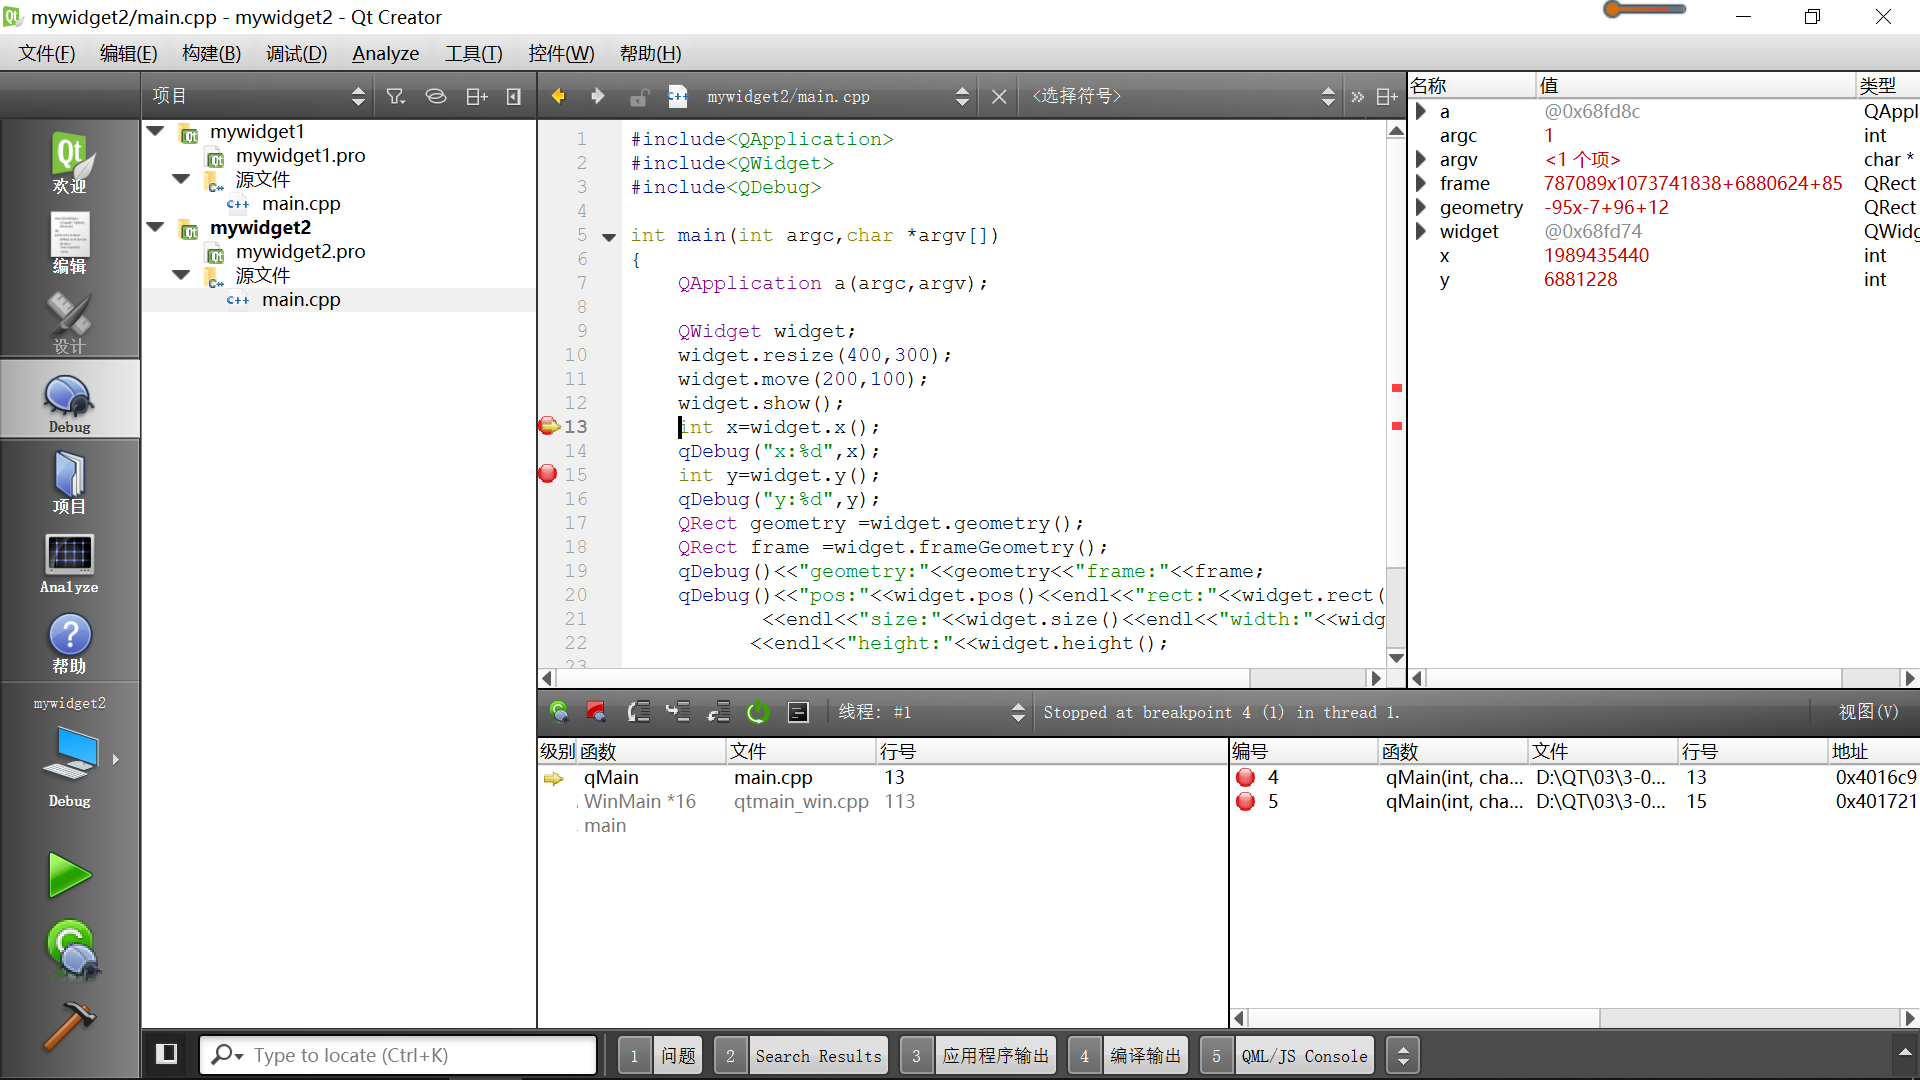 mywidget2/main.cpp - mywidget2 - Qt Creator
文件(F) 编辑(E) 构建(B) 调试(D) Analyze 工具(T) 控件(W) 帮助(H)
项目
mywidget2/main.cpp
<选择符号>
欢迎
编辑
设计
Debug
项目
Analyze
帮助
mywidget2
Debug
mywidget1
mywidget1.pro
源文件
main.cpp
mywidget2
mywidget2.pro
源文件
main.cpp
1 #include<QApplication>
2 #include<QWidget>
3 #include<QDebug>
4
5 int main(int argc,char *argv[])
6 {
7 QApplication a(argc,argv);
8
9 QWidget widget;
10 widget.resize(400,300);
11 widget.move(200,100);
12 widget.show();
13 int x=widget.x();
14 qDebug("x:%d",x);
15 int y=widget.y();
16 qDebug("y:%d",y);
17 QRect geometry =widget.geometry();
18 QRect frame =widget.frameGeometry();
19 qDebug()<<"geometry:"<<geometry<<"frame:"<<frame;
20 qDebug()<<"pos:"<<widget.pos()<<endl<<"rect:"<<widget.rect(
21 <<endl<<"size:"<<widget.size()<<endl<<"width:"<<widg
22 <<endl<<"height:"<<widget.height();
23
名称 值 类型
a @0x68fd8c QAppl
argc 1 int
argv <1 个项> char *
frame 787089x1073741838+6880624+85 QRect
geometry -95x-7+96+12 QRect
widget @0x68fd74 QWidg
x 1989435440 int
y 6881228 int
线程: #1 Stopped at breakpoint 4 (1) in thread 1. 视图(V)
级别 函数 文件 行号
qMain main.cpp 13
WinMain *16 qtmain_win.cpp 113
main
编号 函数 文件 行号 地址
4 qMain(int, cha... D:\QT\03\3-0... 13 0x4016c9
5 qMain(int, cha... D:\QT\03\3-0... 15 0x401721
Type to locate (Ctrl+K)
1 问题 2 Search Results 3 应用程序输出 4 编译输出 5 QML/JS Console